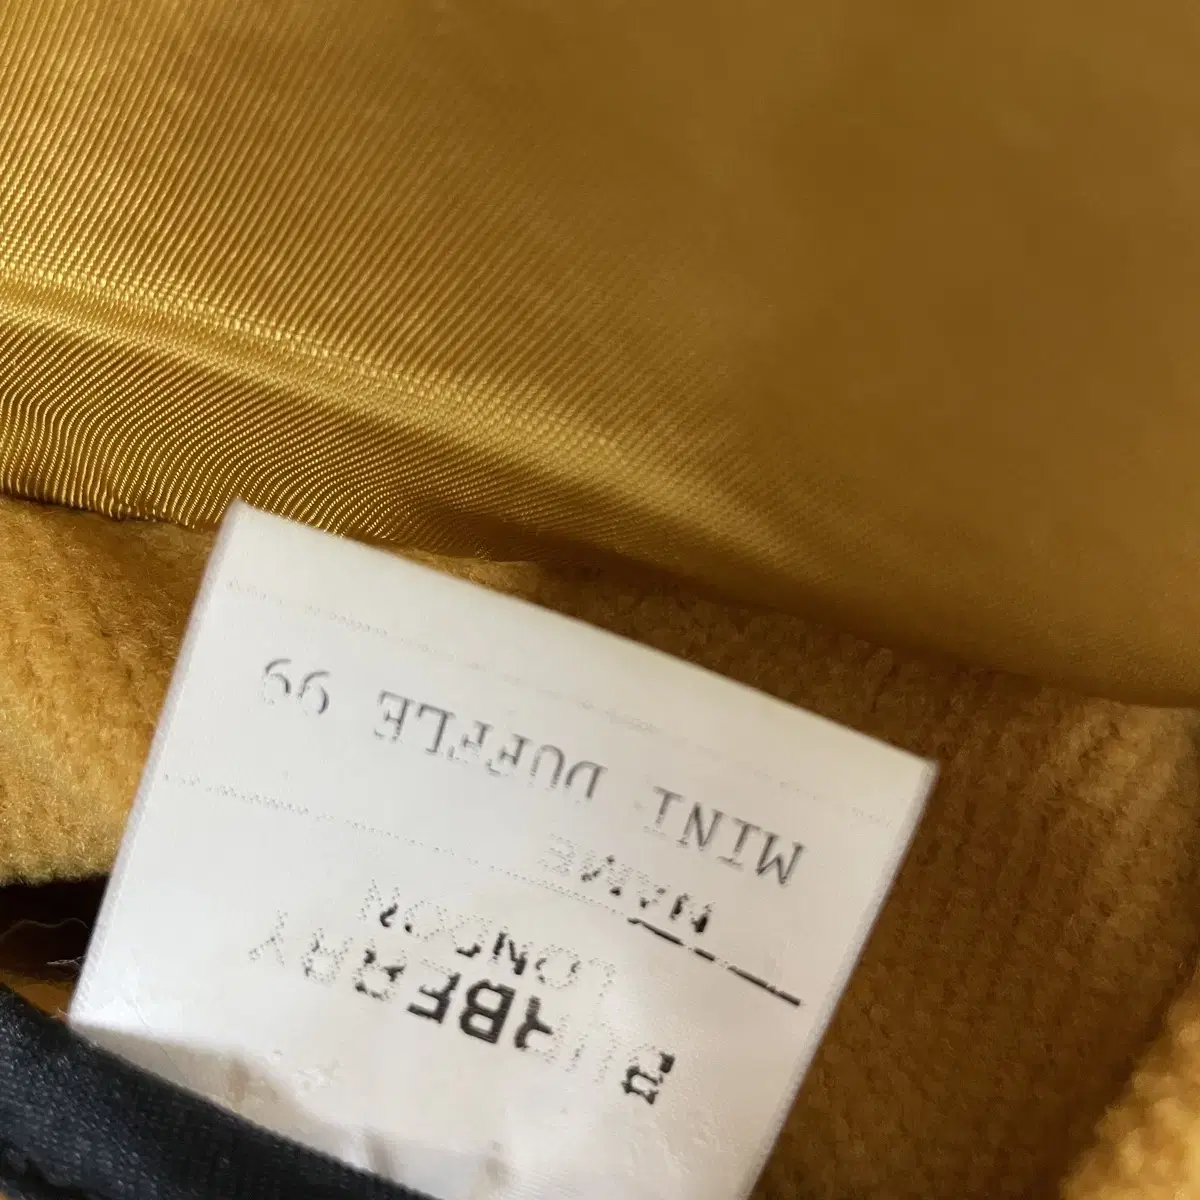 BURBERRY
LONDON
NAME
MINI DUFFLE 99